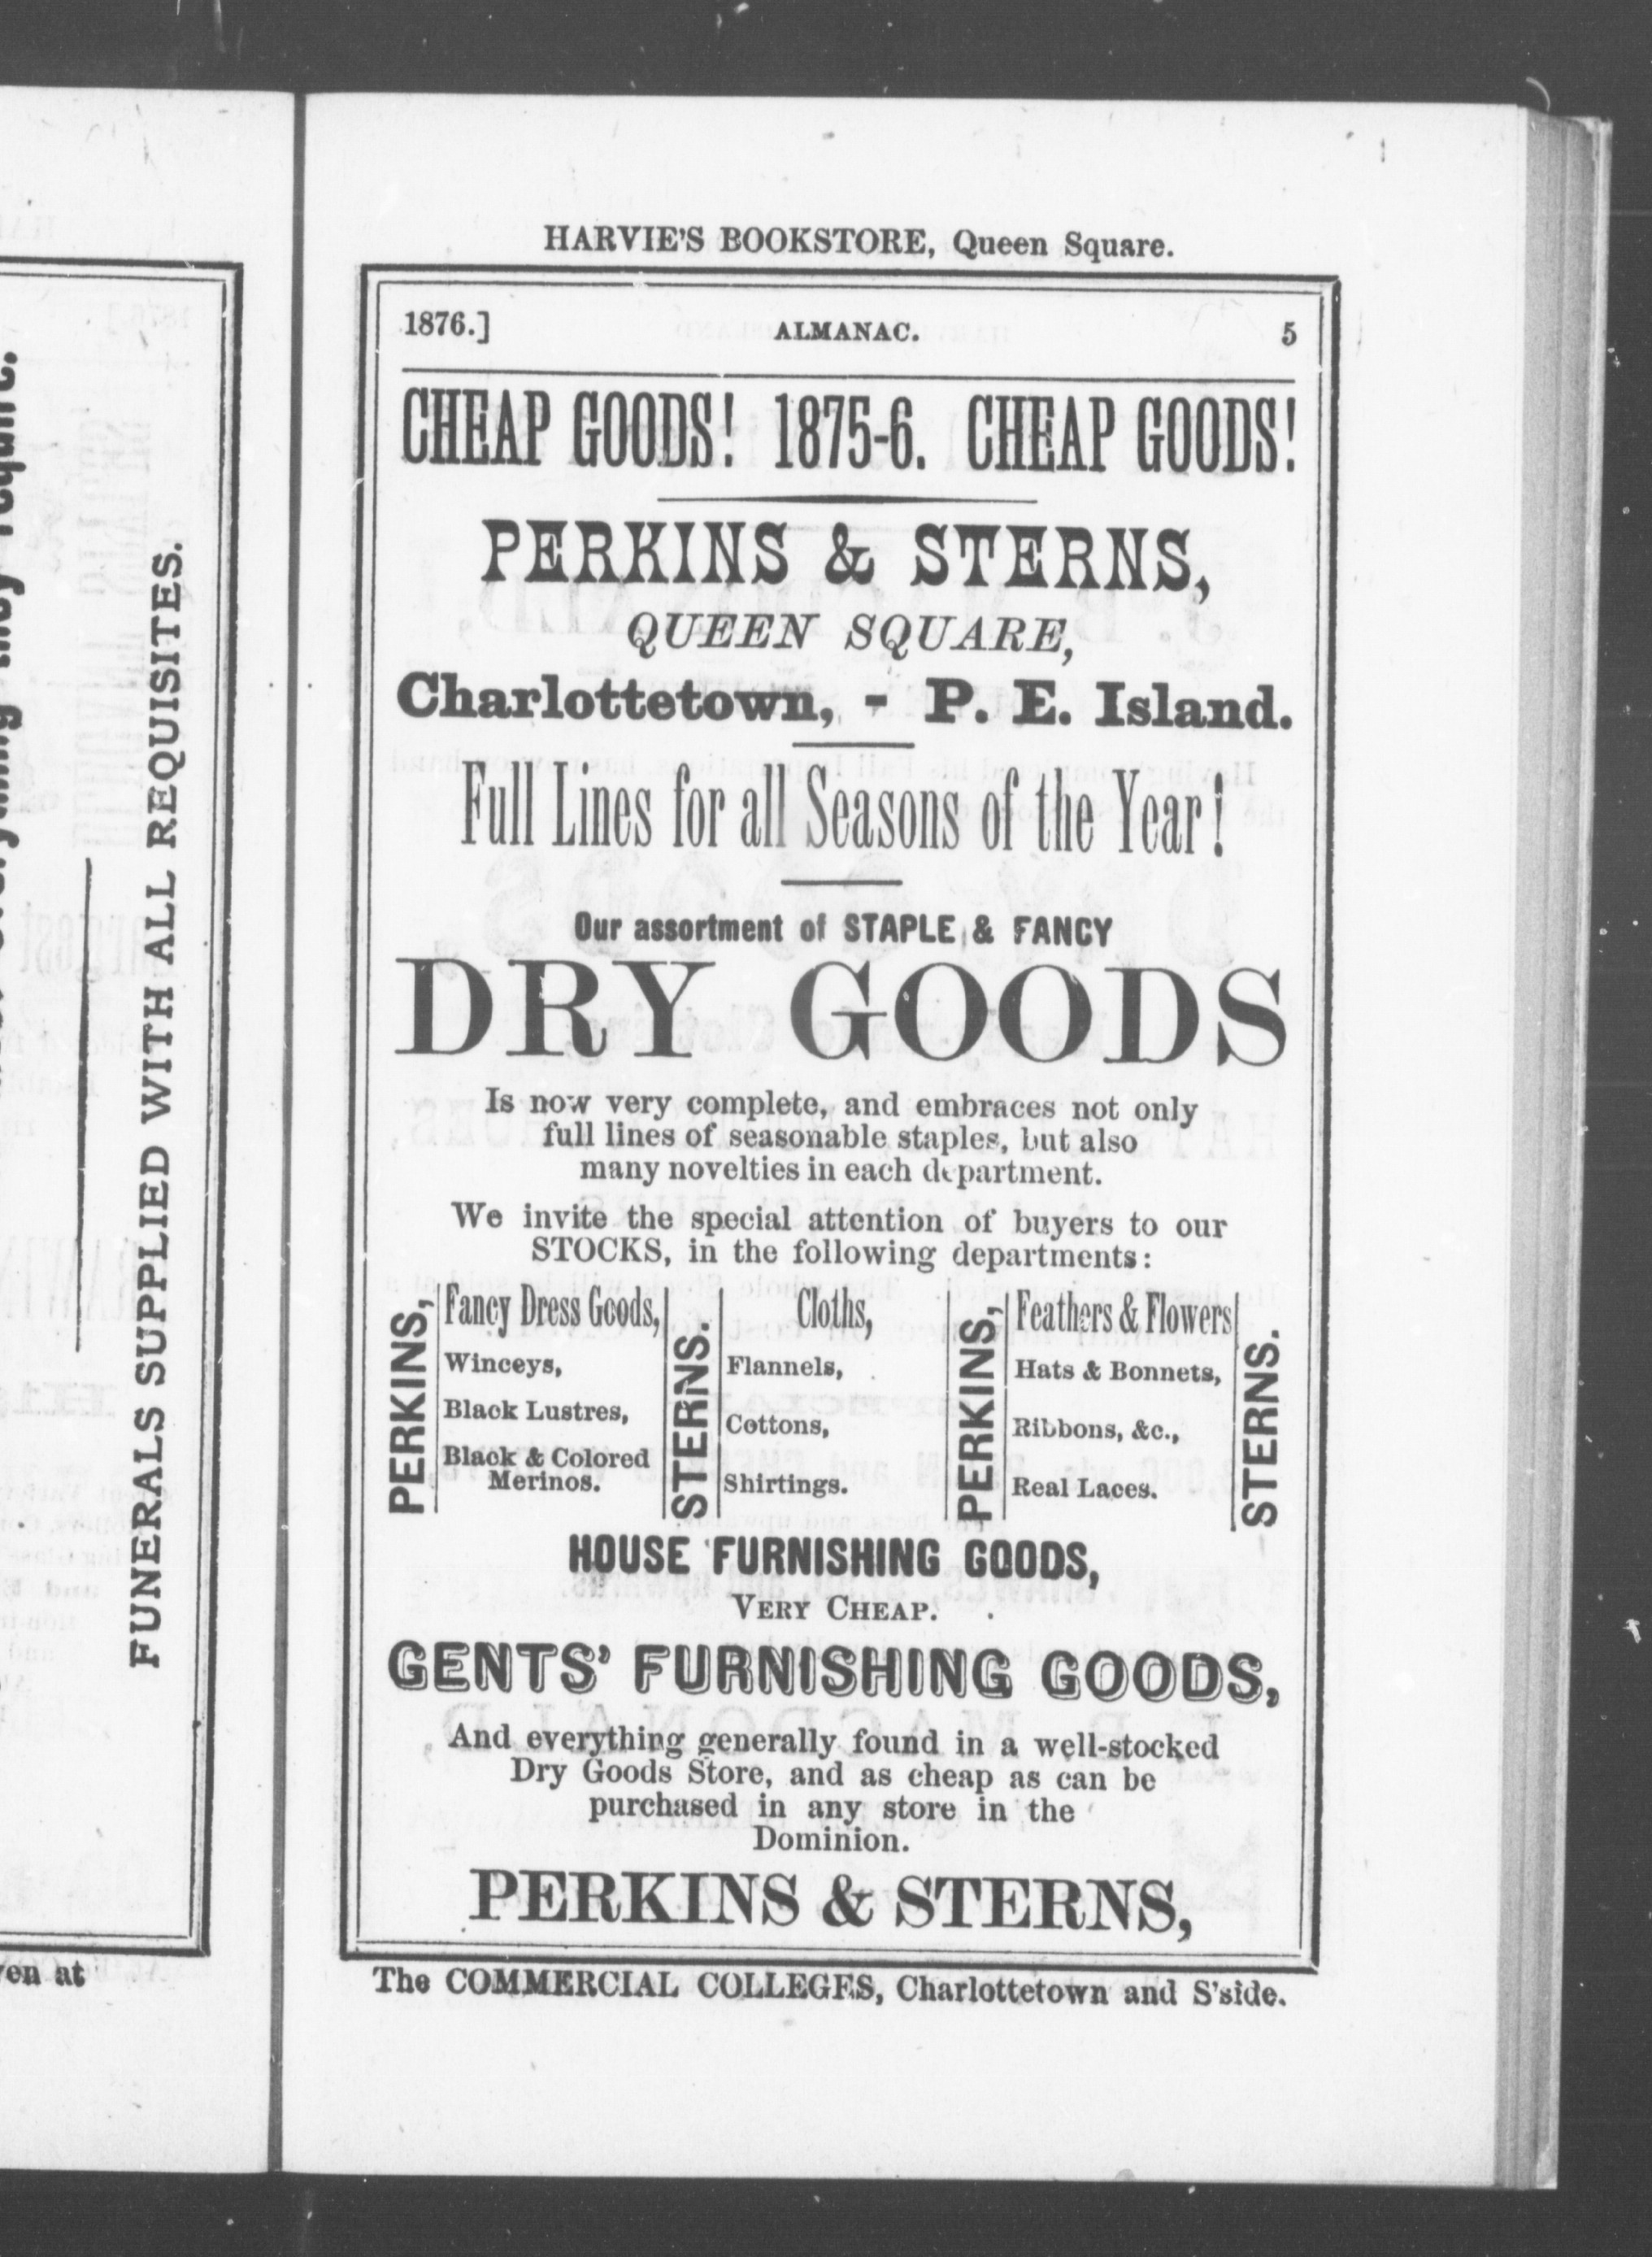 FUNERALS SUPPLIED WITH ALL REQUISITES.
at
HARVIE'S BOOKSTORE, Queen Square.
1876.] ALMANAC. 5
CHEAP GOODS! 1875-6. CHEAP GOODS!
PERKINS & STERNS,
QUEEN SQUARE,
Charlottetown, - P. E. Island.
Full Lines for all Seasons of the Year!
Our assortment of STAPLE & FANCY
DRY GOODS
Is now very complete, and embraces not only
full lines of seasonable staples, but also
many novelties in each department.
We invite the special attention of buyers to our
STOCKS, in the following departments:
PERKINS,
Fancy Dress Goods,
Winceys,
Black Lustres,
Black & Colored
Merinos.
STERNS.
Cloths,
Flannels,
Cottons,
Shirtings.
PERKINS,
Feathers & Flowers
Hats & Bonnets,
Ribbons, &c.,
Real Laces.
STERNS.
HOUSE FURNISHING GOODS,
VERY CHEAP.
GENTS' FURNISHING GOODS,
And everything generally found in a well-stocked
Dry Goods Store, and as cheap as can be
purchased in any store in the
Dominion.
PERKINS & STERNS,
The COMMERCIAL COLLEGES, Charlottetown and S'side.